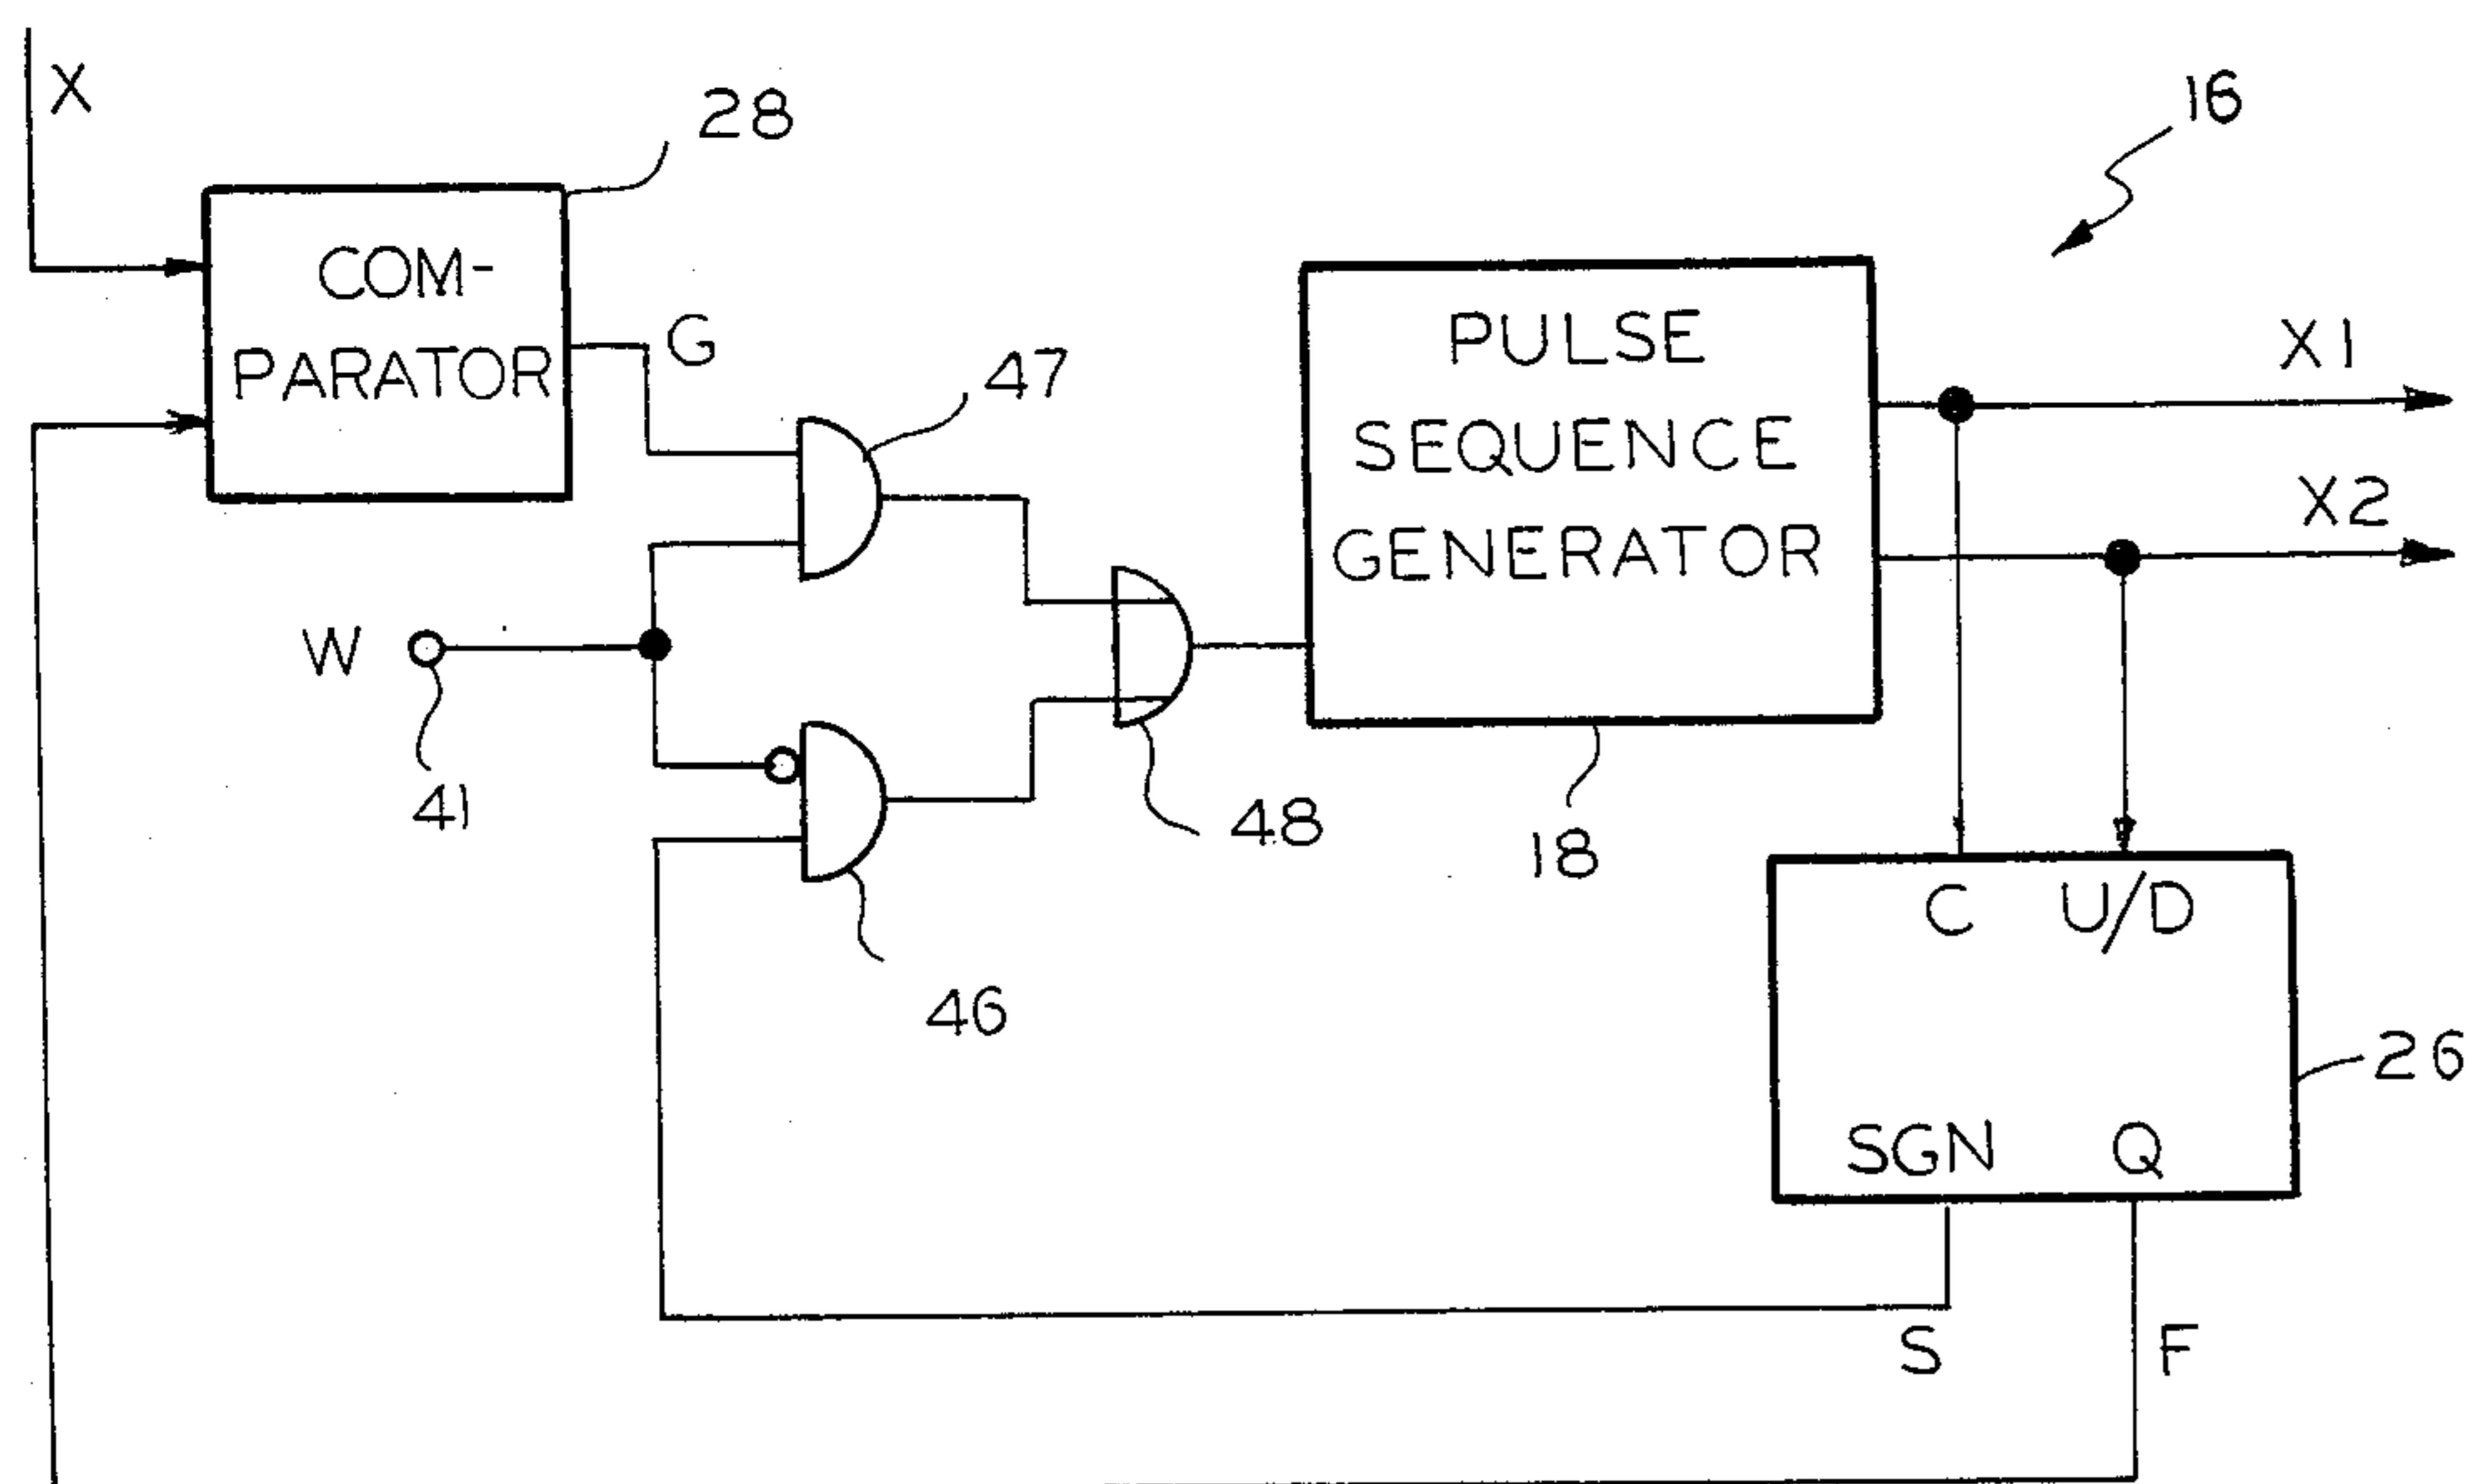 X
28
16
COM-
PARATOR
G
47
PULSE
SEQUENCE
GENERATOR
X1
X2
W
41
48
18
46
C U/D
26
SGN Q
S
F